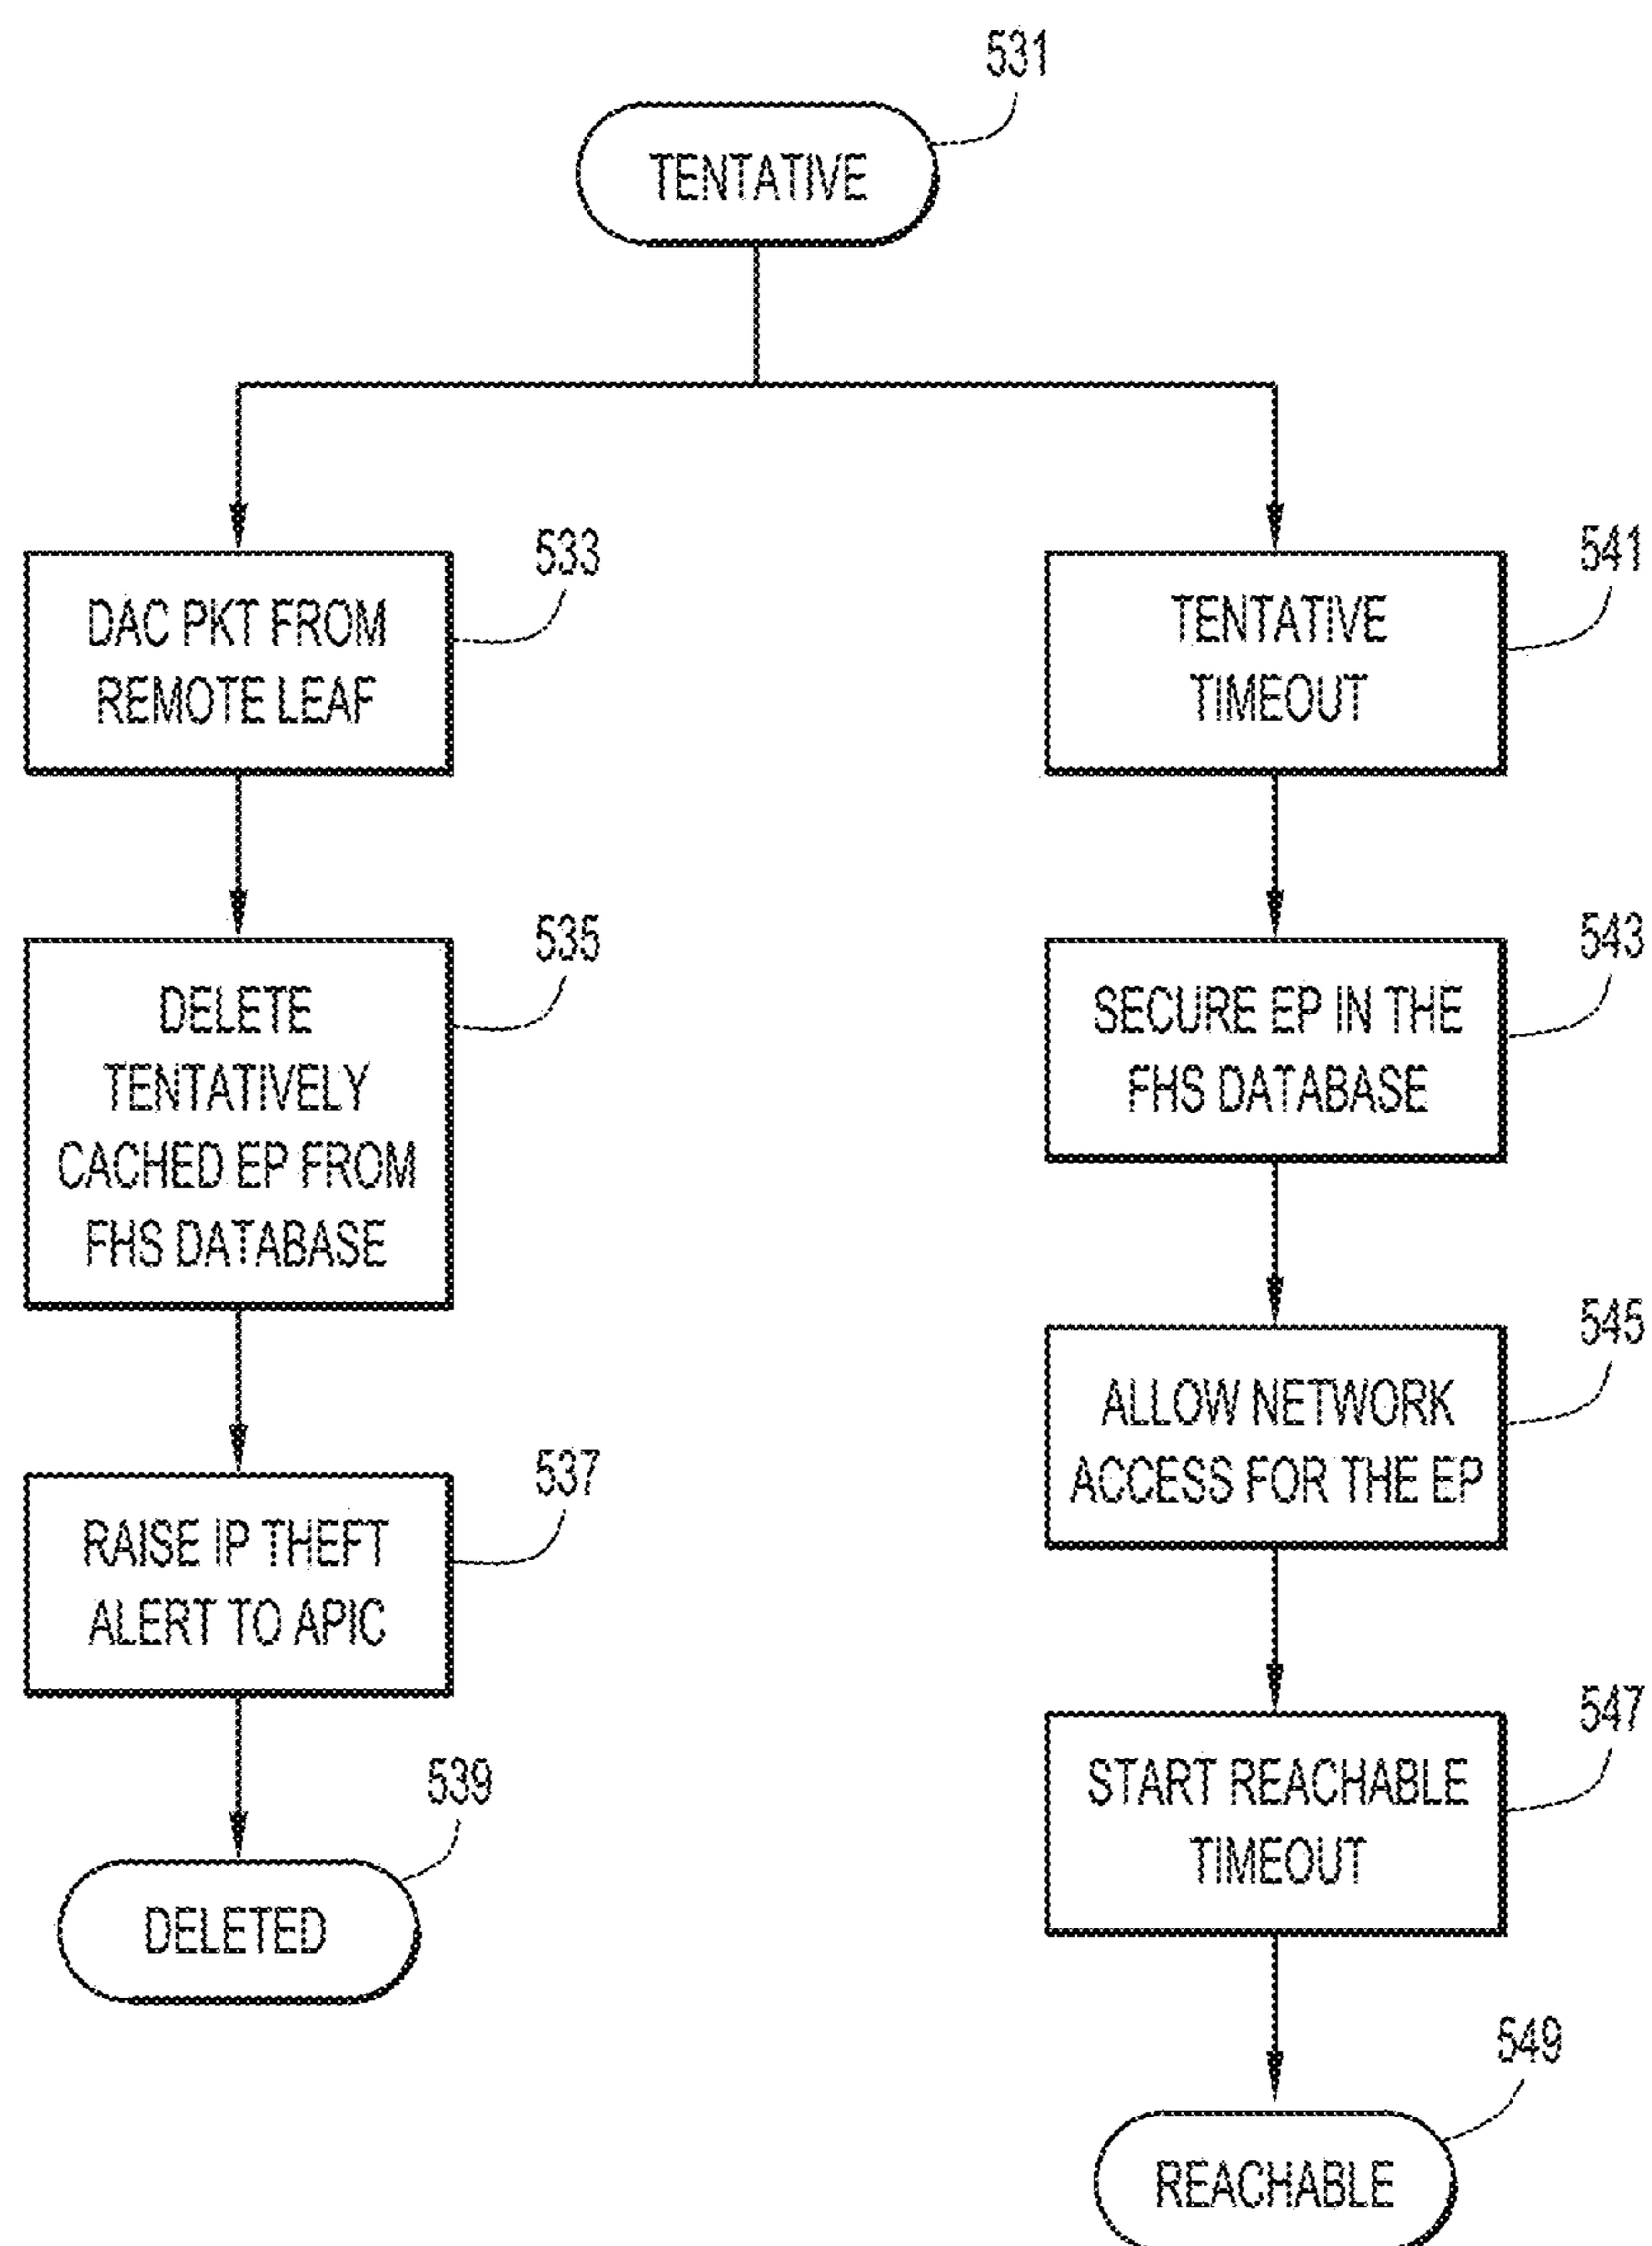 531
TENTATIVE
533
DAC PKT FROM
REMOTE LEAF
535
DELETE
TENTATIVELY
CACHED EP FROM
FHS DATABASE
537
RAISE IP THEFT
ALERT TO APIC
539
DELETED
541
TENTATIVE
TIMEOUT
543
SECURE EP IN THE
FHS DATABASE
545
ALLOW NETWORK
ACCESS FOR THE EP
547
START REACHABLE
TIMEOUT
549
REACHABLE